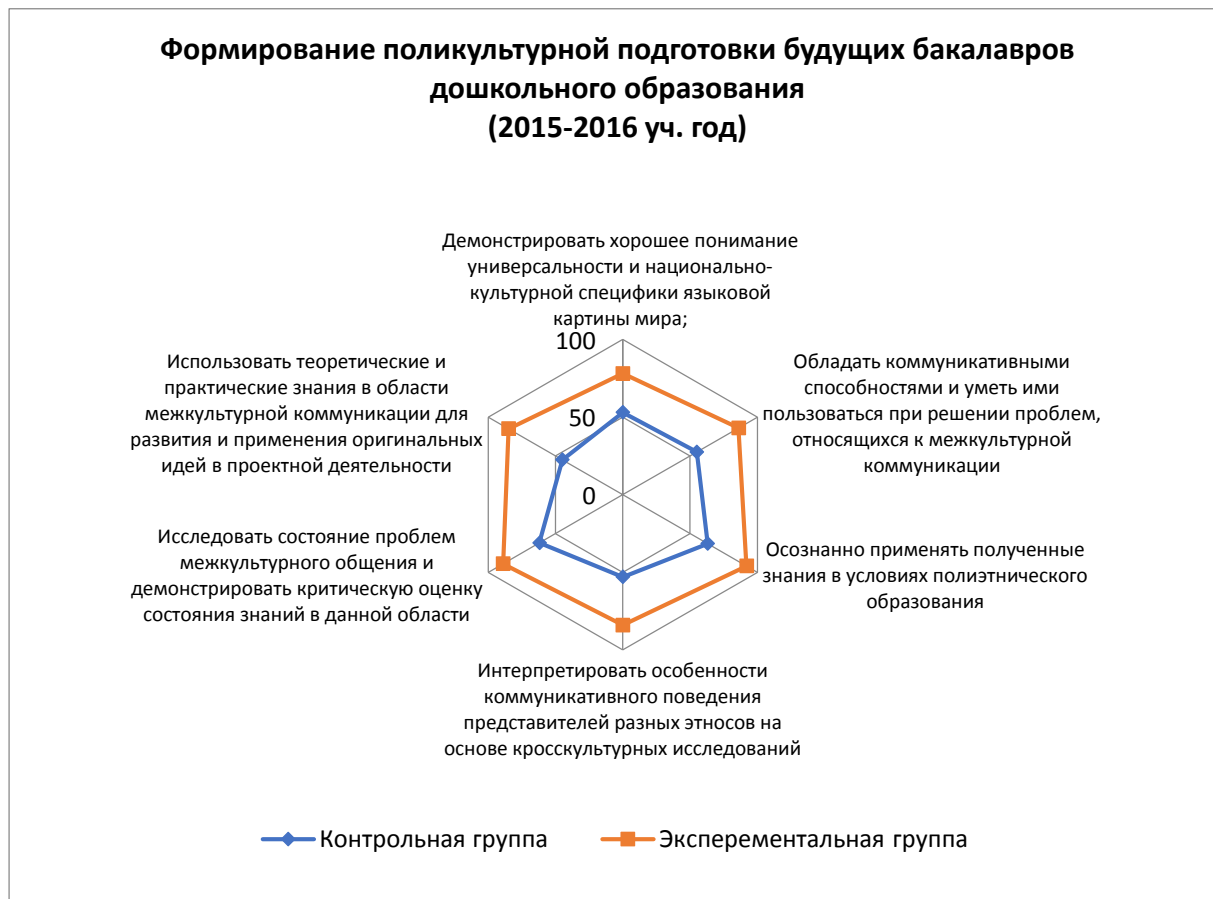 Формирование поликультурной подготовки будущих бакалавров
дошкольного образования
(2015-2016 уч. год)
Демонстрировать хорошее понимание
универсальности и национально-
культурной специфики языковой
картины мира;
Обладать коммуникативными
способностями и уметь ими
пользоваться при решении проблем,
относящихся к межкультурной
коммуникации
Осознанно применять полученные
знания в условиях полиэтнического
образования
Интерпретировать особенности
коммуникативного поведения
представителей разных этносов на
основе кросскультурных исследований
Исследовать состояние проблем
межкультурного общения и
демонстрировать критическую оценку
состояния знаний в данной области
Использовать теоретические и
практические знания в области
межкультурной коммуникации для
развития и применения оригинальных
идей в проектной деятельности
100
50
0
Контрольная группа
Эксперементальная группа